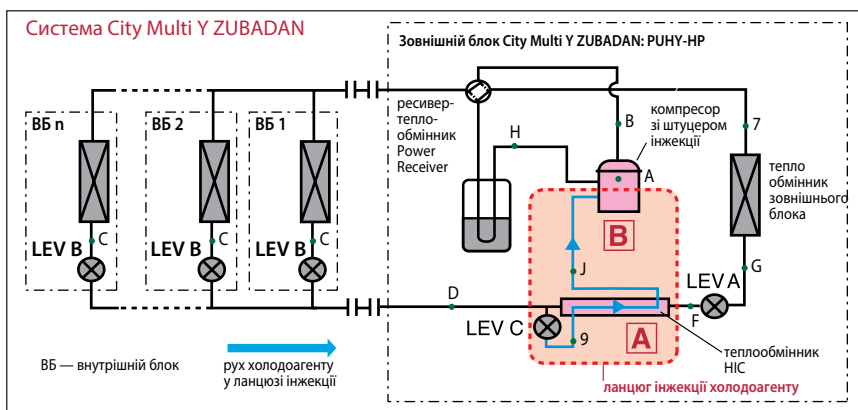 Система City Multi Y ZUBADAN
Зовнішній блок City Multi Y ZUBADAN: PUHY-HP
ВБ n
ВБ 2
ВБ 1
ресивер-
тепло-
обмінник
Power
Receiver
H
B
компресор
зі штуцером
інжекції
A
7
тепло
обмінник
зовнішнього
блока
C
C
C
LEV B
LEV B
LEV B
B
J
G
LEV A
D
F
LEV C
9
A
теплообмінник
HIC
ВБ — внутрішній блок
рух холодоагенту
у ланцюзі інжекції
ланцюг інжекції холодоагенту